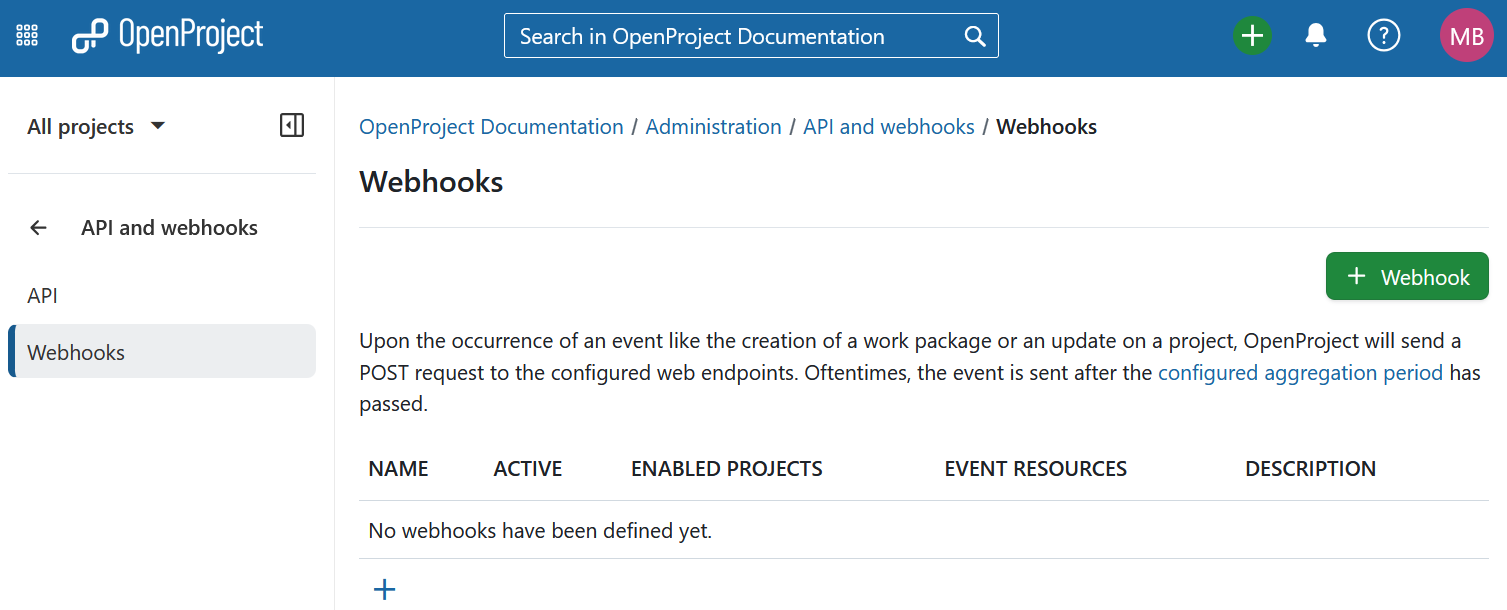 OpenProject
Search in OpenProject Documentation
MB
All projects
OpenProject Documentation / Administration / API and webhooks / Webhooks
Webhooks
API and webhooks
+ Webhook
API
Webhooks
Upon the occurrence of an event like the creation of a work package or an update on a project, OpenProject will send a
POST request to the configured web endpoints. Oftentimes, the event is sent after the configured aggregation period has
passed.
NAME ACTIVE ENABLED PROJECTS EVENT RESOURCES DESCRIPTION
No webhooks have been defined yet.
+